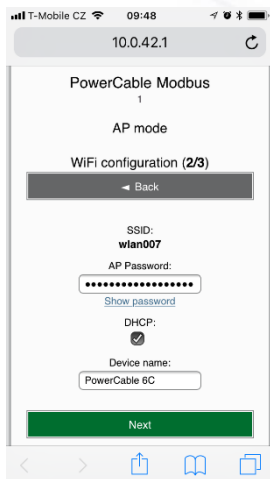 T-Mobile CZ 09:48
10.0.42.1
PowerCable Modbus
1
AP mode
WiFi configuration (2/3)
◄ Back
SSID:
wlan007
AP Password:
••••••••••••••••••
Show password
DHCP:
Device name:
PowerCable 6C
Next